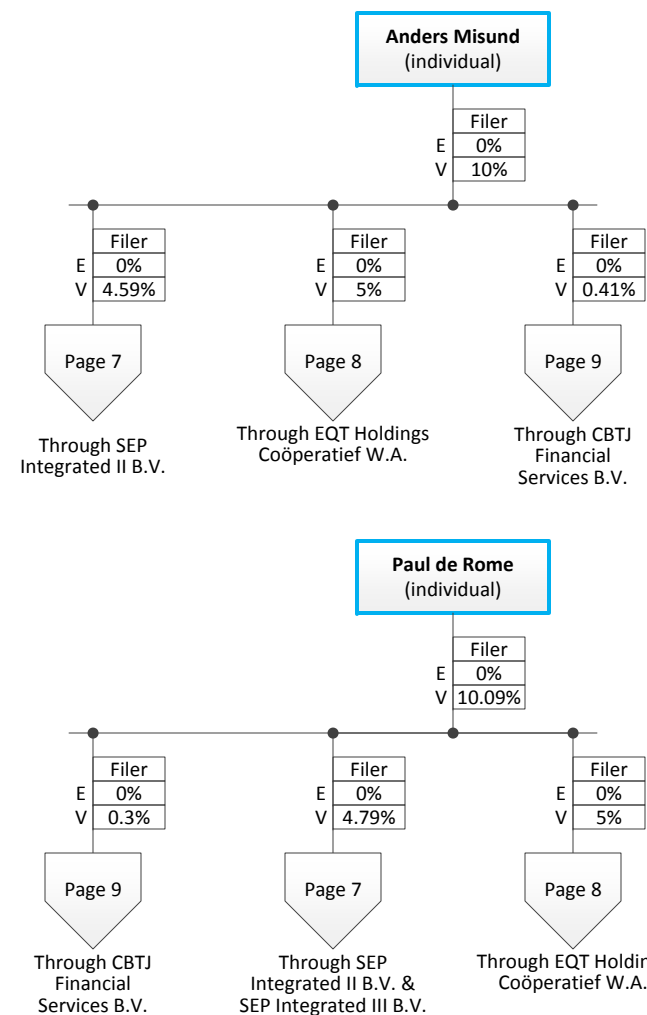 Anders Misund
(individual)
Filer
E 0%
V 10%
Filer Filer Filer
E 0% E 0% E 0%
V 4.59% V 5% V 0.41%
Page 7 Page 8 Page 9
Through SEP
Integrated II B.V.
Through EQT Holdings
Coöperatief W.A.
Through CBTJ
Financial
Services B.V.
Paul de Rome
(individual)
Filer
E 0%
V 10.09%
Filer Filer Filer
E 0% E 0% E 0%
V 0.3% V 4.79% V 5%
Page 9 Page 7 Page 8
Through CBTJ
Financial
Services B.V.
Through SEP
Integrated II B.V. &
SEP Integrated III B.V.
Through EQT Holdin
Coöperatief W.A.